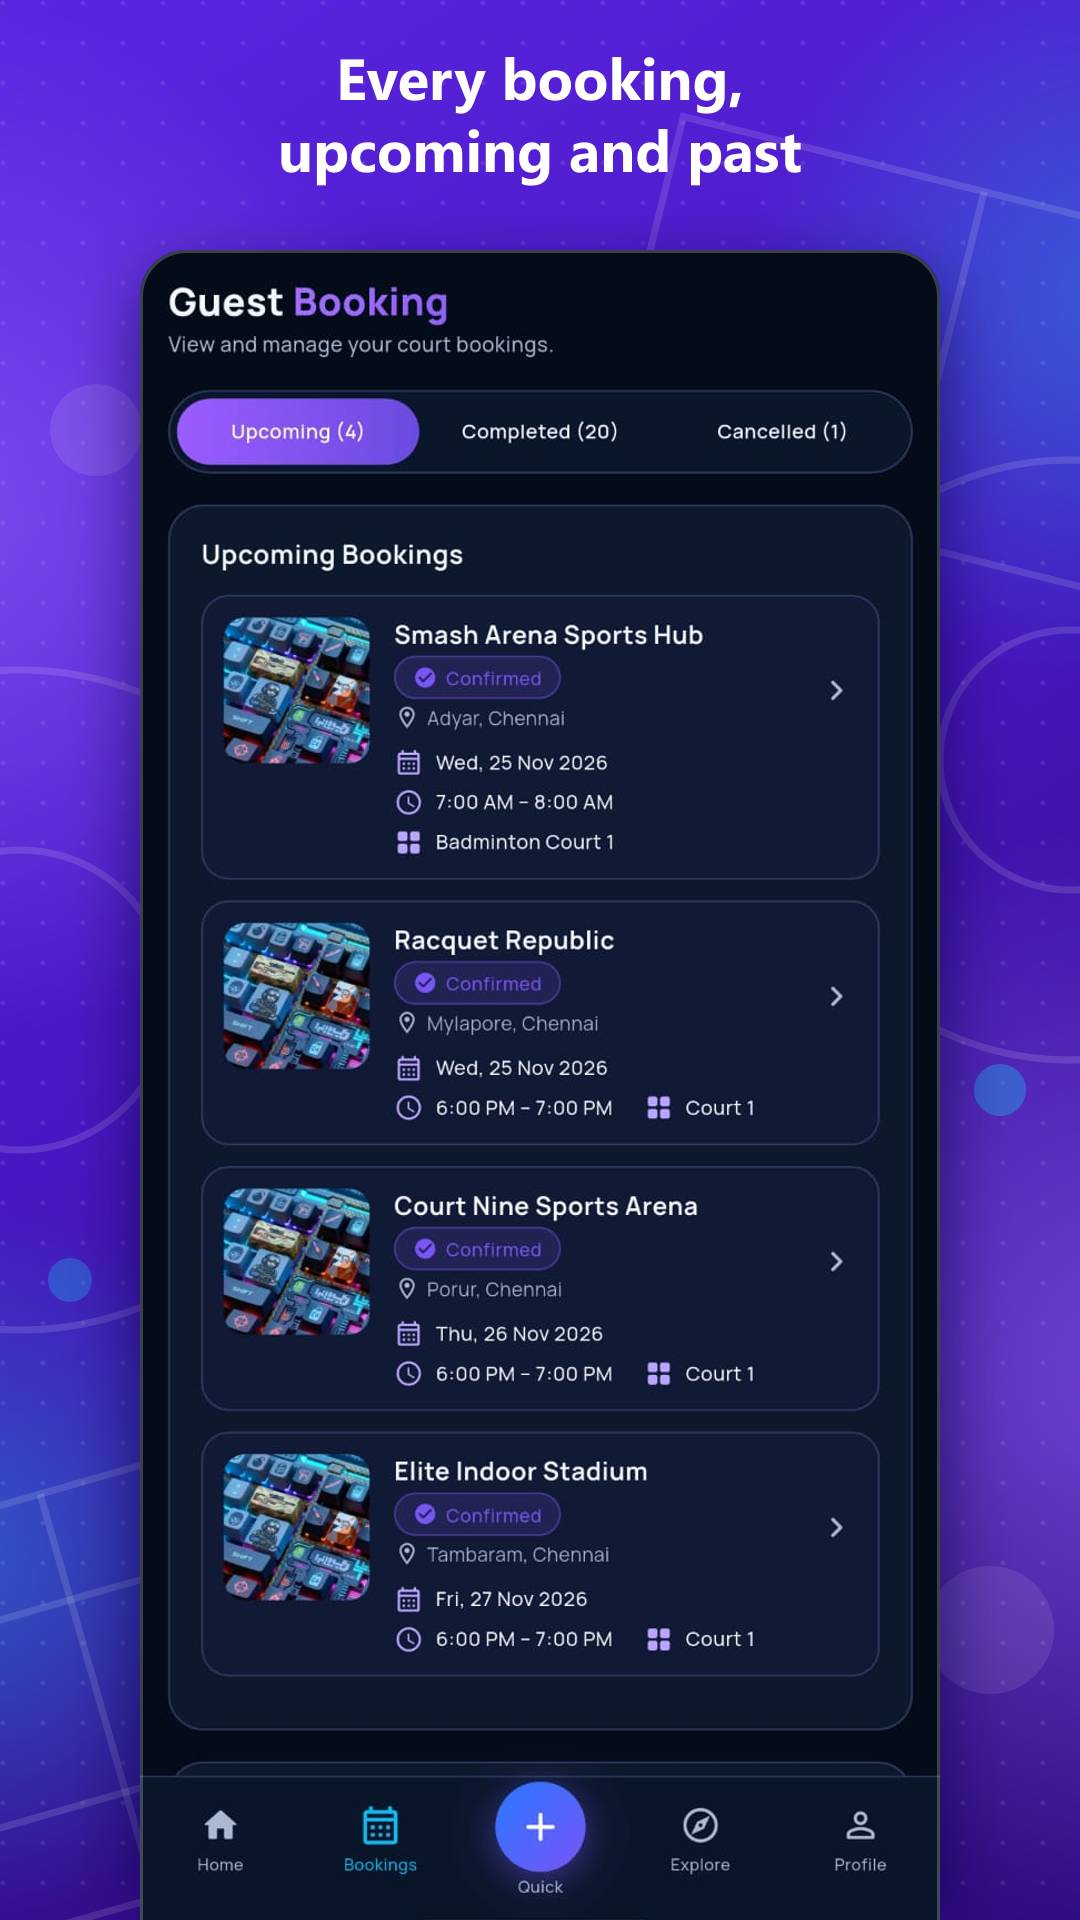 Every booking,
upcoming and past
Guest Booking
View and manage your court bookings.
Upcoming (4)
Completed (20)
Cancelled (1)
Upcoming Bookings
Smash Arena Sports Hub
Confirmed
Adyar, Chennai
Wed, 25 Nov 2026
7:00 AM – 8:00 AM
Badminton Court 1
Racquet Republic
Confirmed
Mylapore, Chennai
Wed, 25 Nov 2026
6:00 PM – 7:00 PM Court 1
Court Nine Sports Arena
Confirmed
Porur, Chennai
Thu, 26 Nov 2026
6:00 PM – 7:00 PM Court 1
Elite Indoor Stadium
Confirmed
Tambaram, Chennai
Fri, 27 Nov 2026
6:00 PM – 7:00 PM Court 1
Home
Bookings
Quick
Explore
Profile